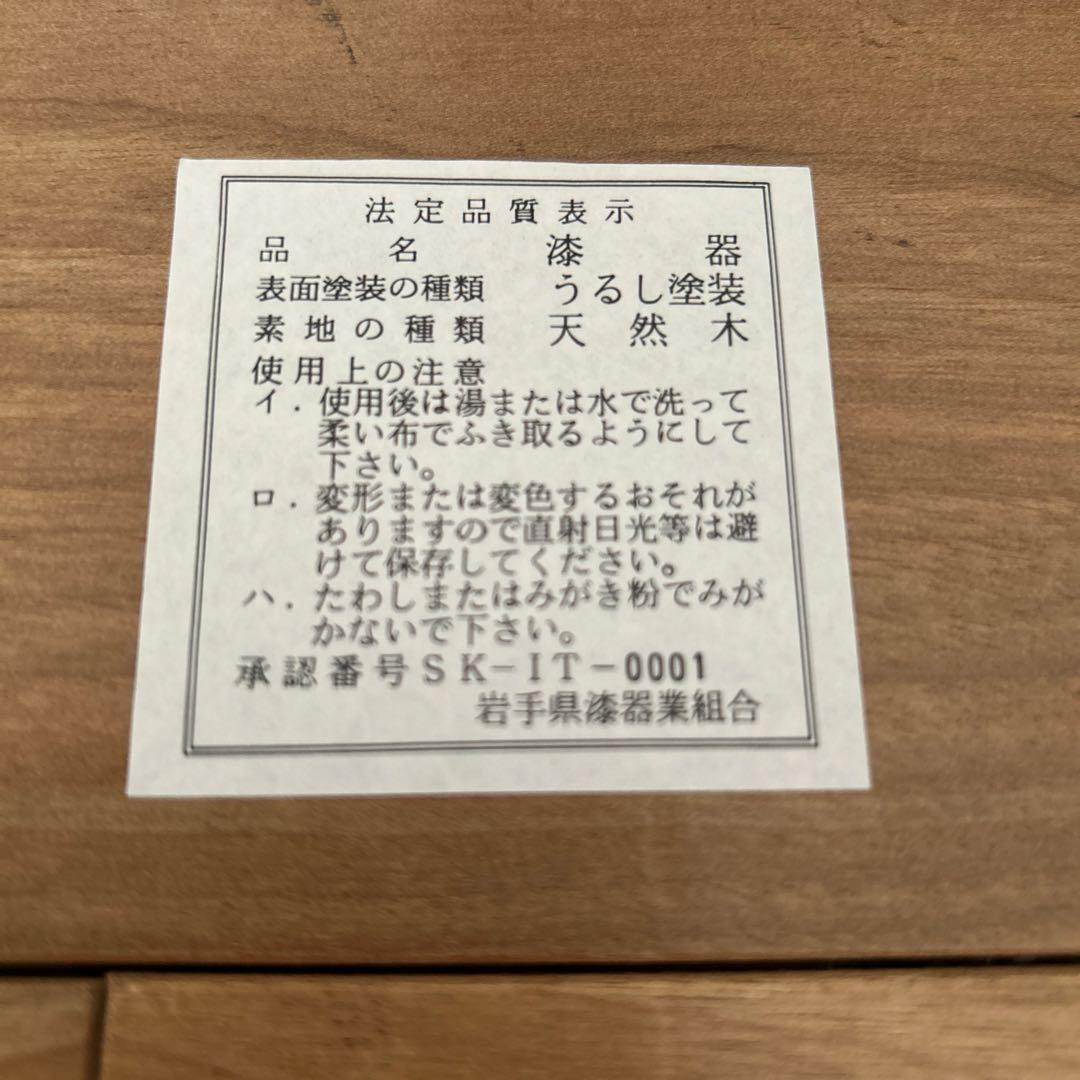 法定品質表示
品名 漆器
表面塗装の種類 うるし塗装
素地の種類 天然木
使用上の注意
イ．使用後は湯または水で洗って
柔い布でふき取るようにして
下さい。
ロ．変形または変色するおそれが
ありますので直射日光等は避
けて保存してください。
ハ．たわしまたはみがき粉でみが
かないで下さい。
承認番号SK-IT-0001
岩手県漆器業組合